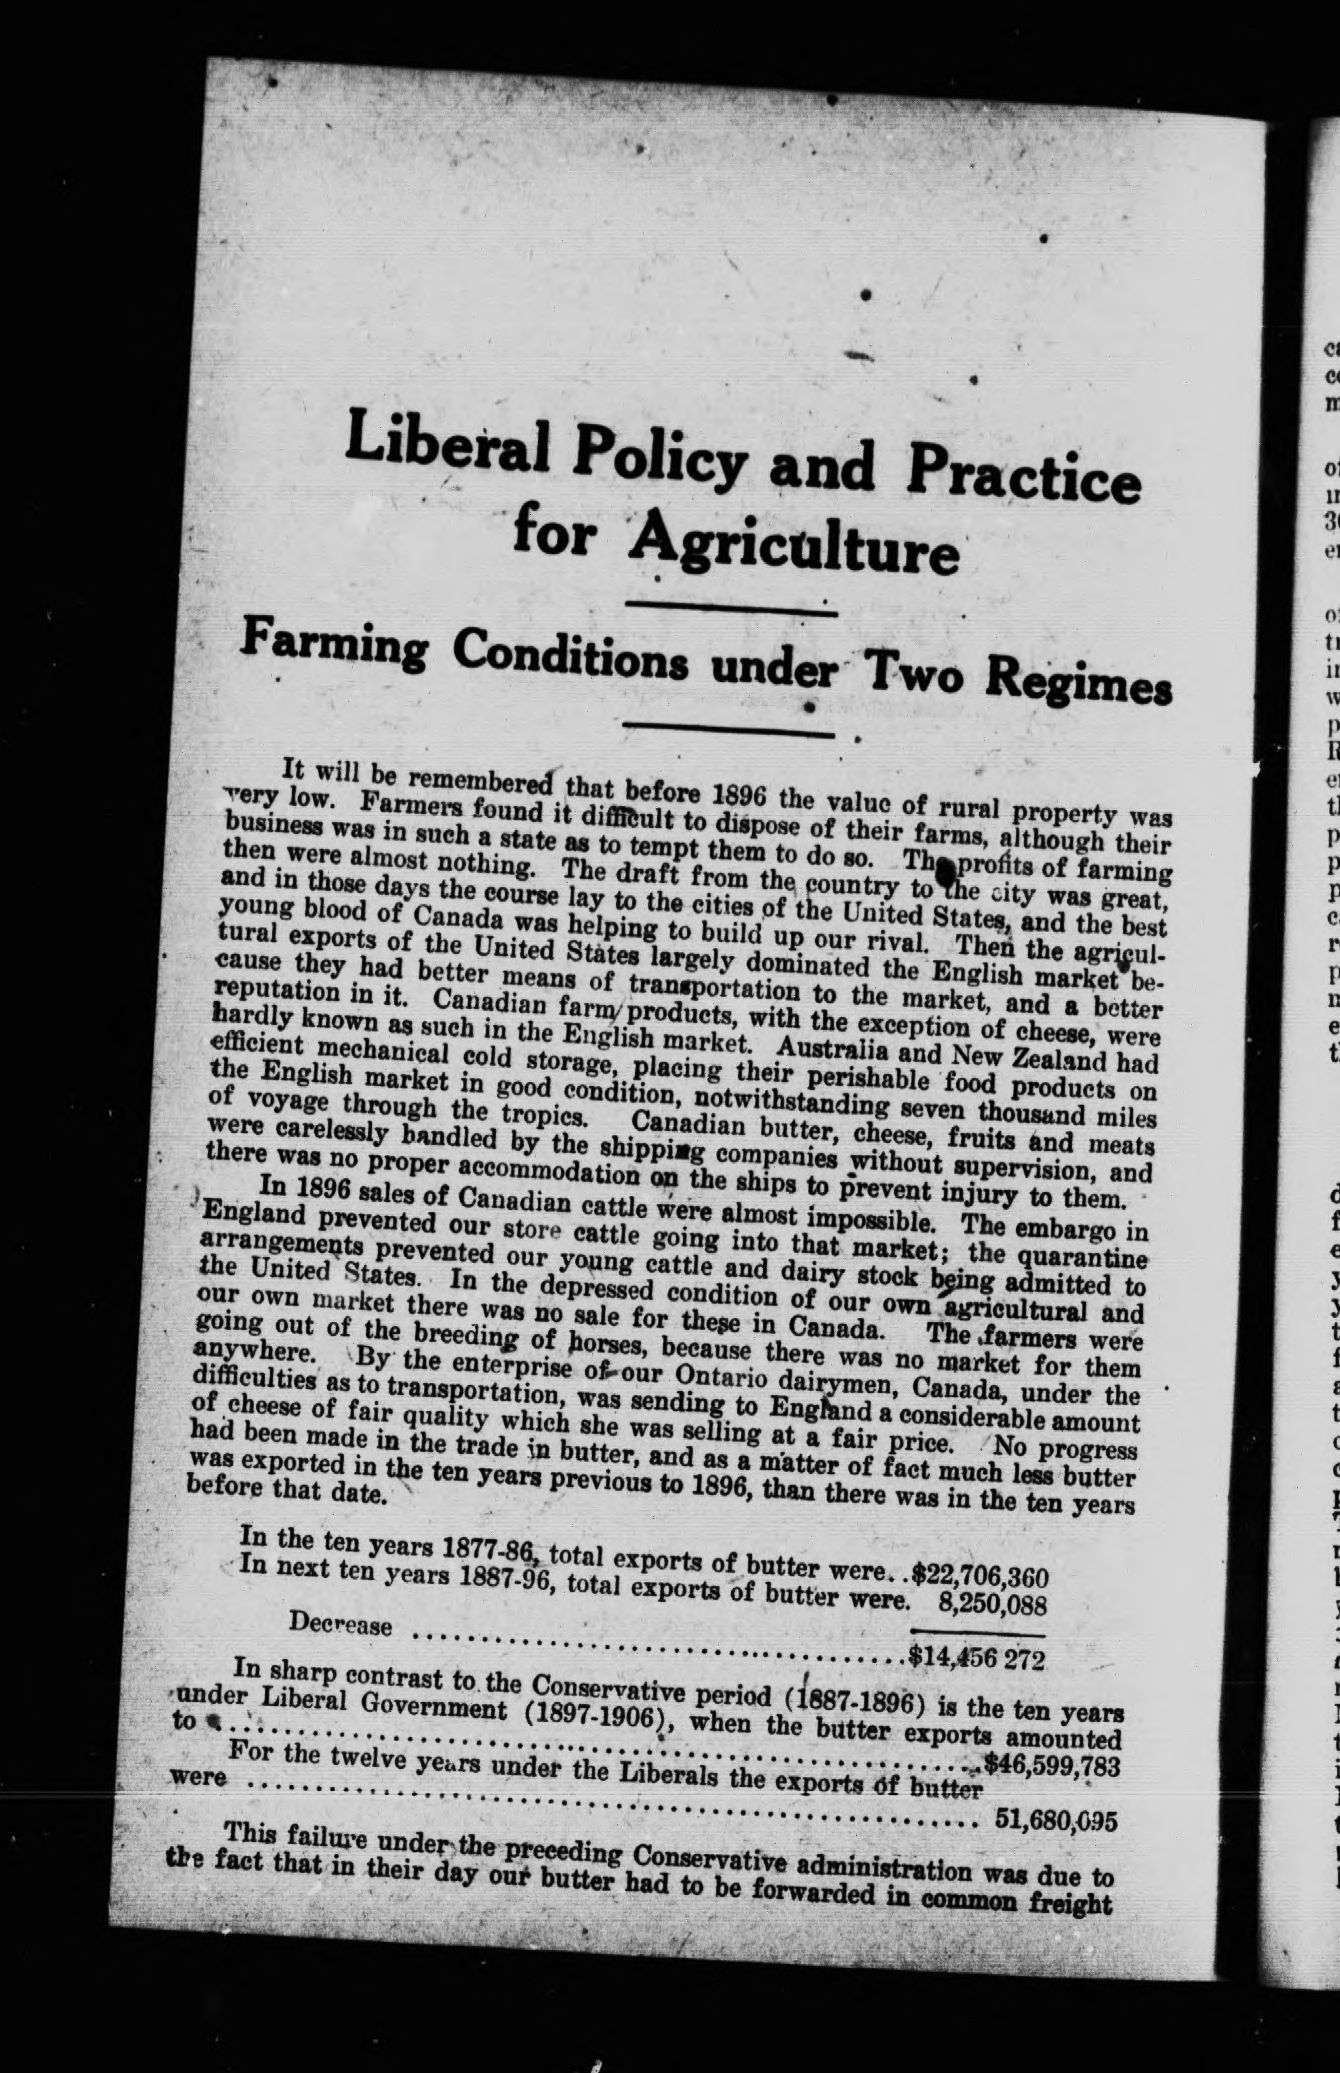 Liberal Policy and Practice
for Agriculture
Farming Conditions under Two Regimes
It will be remembered that before 1896 the value of rural property was
very low. Farmers found it difficult to dispose of their farms, although their
business was in such a state as to tempt them to do so. The profits of farming
then were almost nothing. The draft from the country to the city was great,
and in those days the course lay to the cities of the United States, and the best
young blood of Canada was helping to build up our rival. Then the agricul-
tural exports of the United States largely dominated the English market be-
cause they had better means of transportation to the market, and a better
reputation in it. Canadian farm products, with the exception of cheese, were
hardly known as such in the English market. Australia and New Zealand had
efficient mechanical cold storage, placing their perishable food products on
the English market in good condition, notwithstanding seven thousand miles
of voyage through the tropics. Canadian butter, cheese, fruits and meats
were carelessly handled by the shipping companies without supervision, and
there was no proper accommodation on the ships to prevent injury to them.
In 1896 sales of Canadian cattle were almost impossible. The embargo in
England prevented our store cattle going into that market; the quarantine
arrangements prevented our young cattle and dairy stock being admitted to
the United States. In the depressed condition of our own agricultural and
our own market there was no sale for these in Canada. The farmers were
going out of the breeding of horses, because there was no market for them
anywhere. By the enterprise of our Ontario dairymen, Canada, under the
difficulties as to transportation, was sending to England a considerable amount
of cheese of fair quality which she was selling at a fair price. No progress
had been made in the trade in butter, and as a matter of fact much less butter
was exported in the ten years previous to 1896, than there was in the ten years
before that date.
In the ten years 1877-86, total exports of butter were. .$22,706,360
In next ten years 1887-96, total exports of butter were. 8,250,088
Decrease ....................................$14,456 272
In sharp contrast to the Conservative period (1887-1896) is the ten years
under Liberal Government (1897-1906), when the butter exports amounted
to ........................................................$46,599,783
For the twelve years under the Liberals the exports of butter
were ...................................................... 51,680,095
This failure under the preceding Conservative administration was due to
the fact that in their day our butter had to be forwarded in common freight